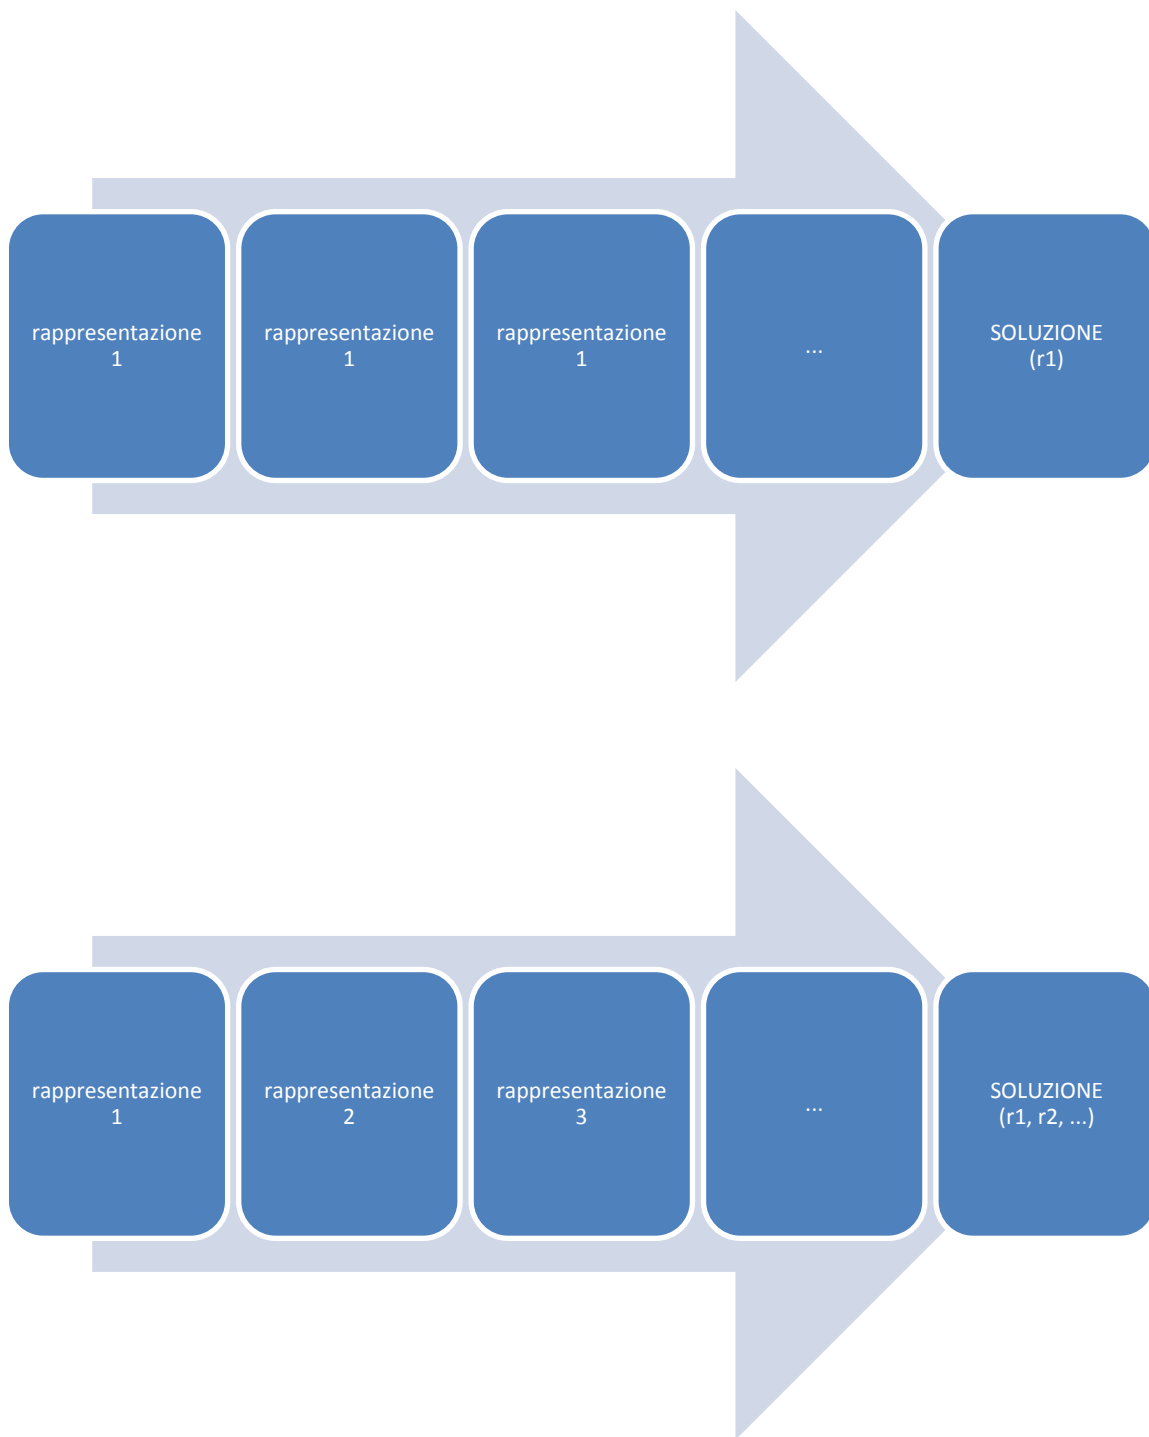 rappresentazione
1
rappresentazione
1
rappresentazione
1
...
SOLUZIONE
(r1)
rappresentazione
1
rappresentazione
2
rappresentazione
3
...
SOLUZIONE
(r1, r2, ...)